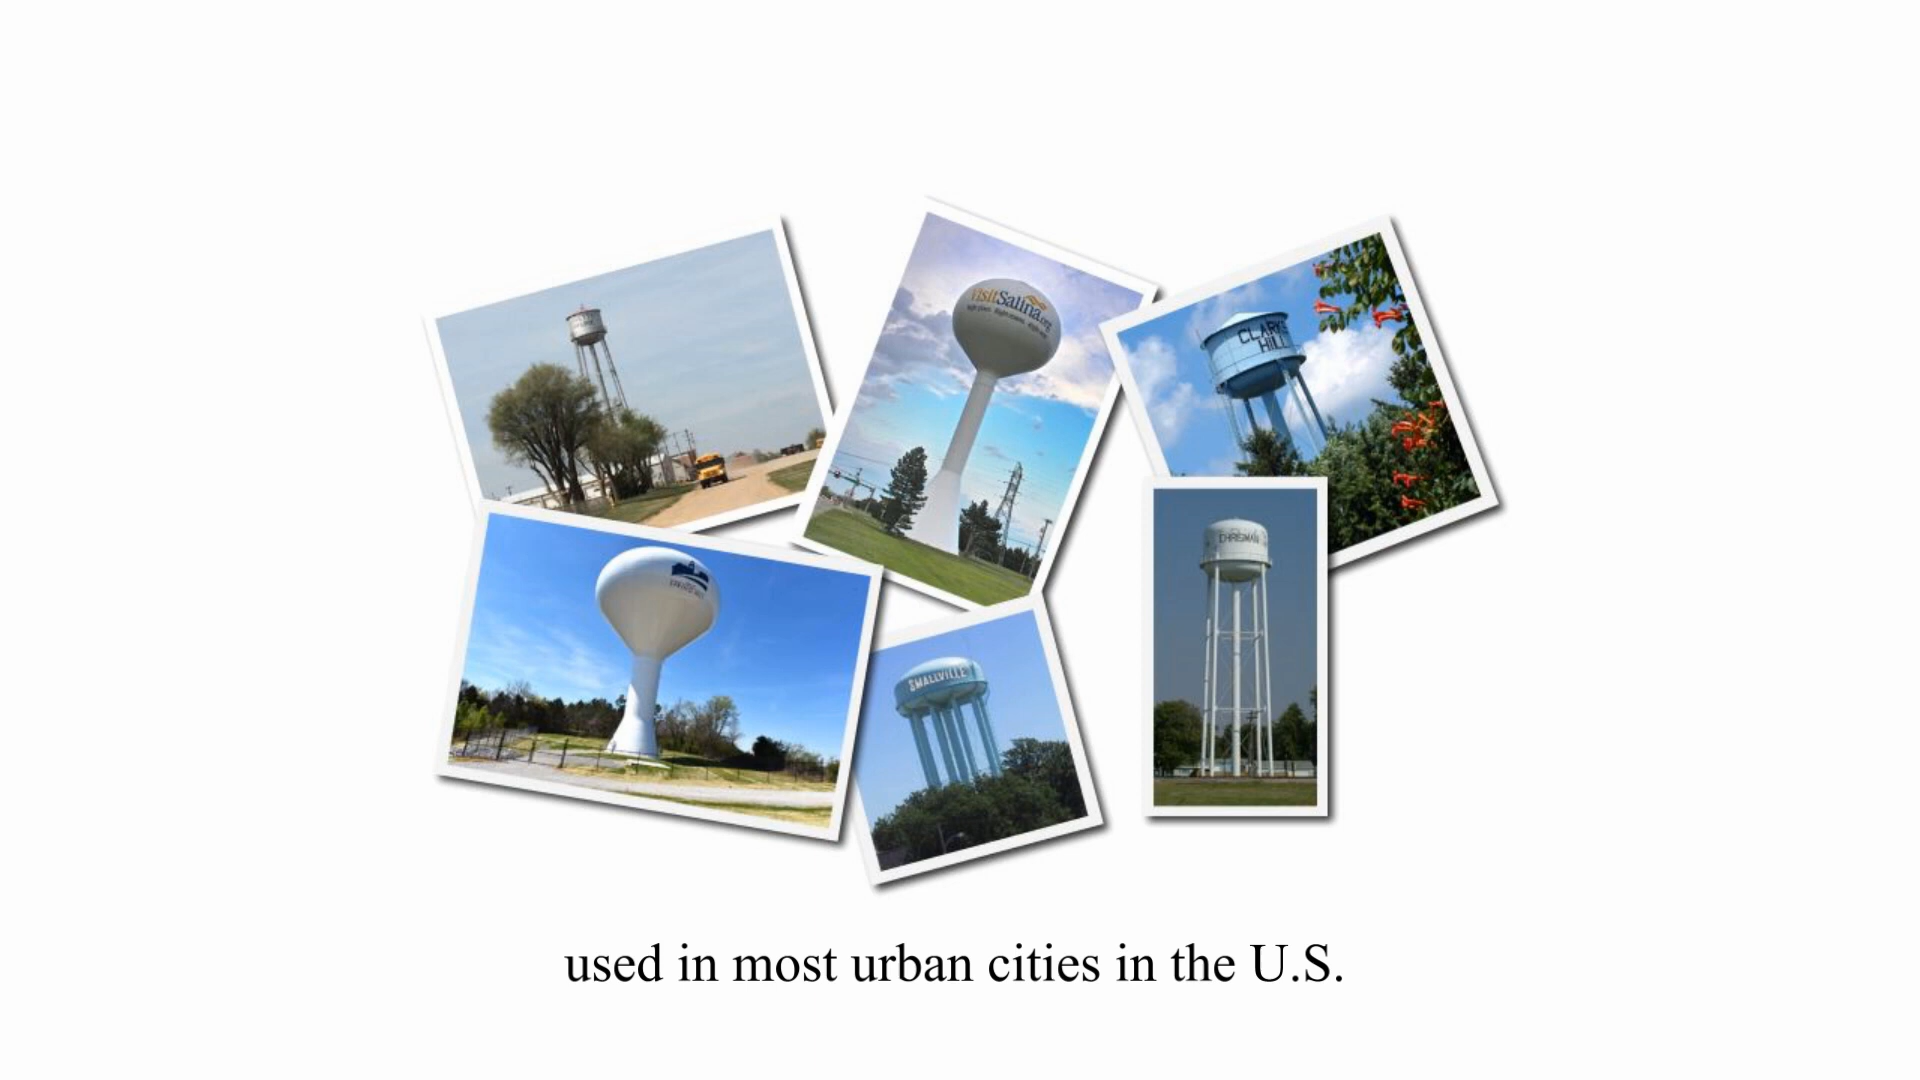 visitSalina.org
CLARKS
HILL
CHRISMAN
SMALLVILLE
used in most urban cities in the U.S.